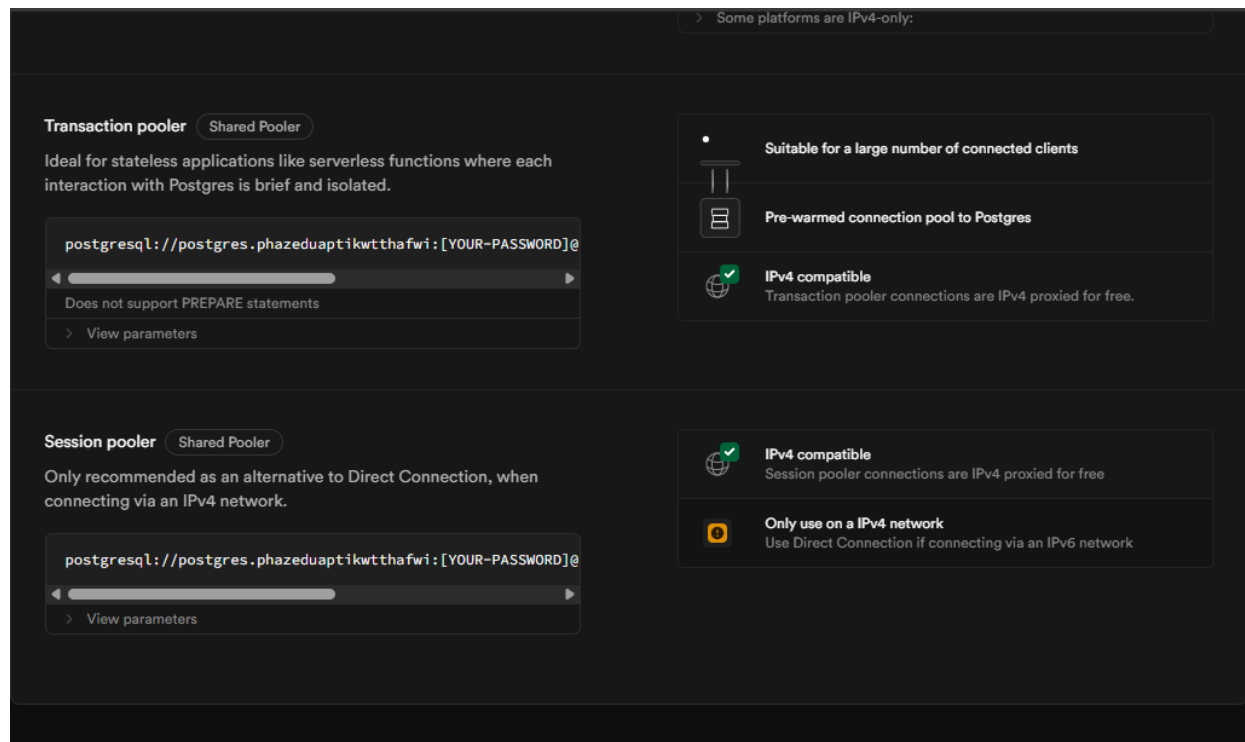 Some platforms are IPv4-only:
Transaction pooler
Shared Pooler
Ideal for stateless applications like serverless functions where each
interaction with Postgres is brief and isolated.
postgresql://postgres.phazeduaptikwtthafwi:[YOUR-PASSWORD]@
Does not support PREPARE statements
View parameters
Suitable for a large number of connected clients
Pre-warmed connection pool to Postgres
IPv4 compatible
Transaction pooler connections are IPv4 proxied for free.
Session pooler
Shared Pooler
Only recommended as an alternative to Direct Connection, when
connecting via an IPv4 network.
postgresql://postgres.phazeduaptikwtthafwi:[YOUR-PASSWORD]@
View parameters
IPv4 compatible
Session pooler connections are IPv4 proxied for free
Only use on a IPv4 network
Use Direct Connection if connecting via an IPv6 network